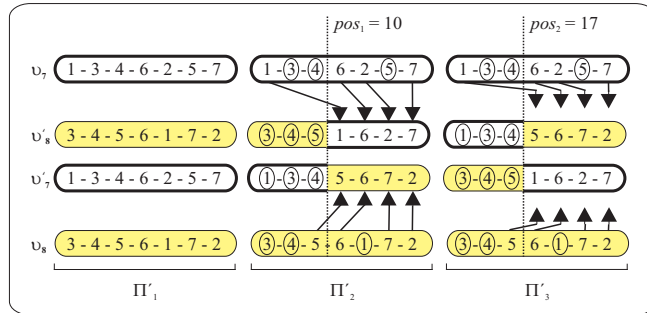 pos₁ = 10 pos₂ = 17
υ₇ 1 - 3 - 4 - 6 - 2 - 5 - 7 1 - 3 - 4 6 - 2 - 5 - 7 1 - 3 - 4 6 - 2 - 5 - 7
υ'₈ 3 - 4 - 5 - 6 - 1 - 7 - 2 3 - 4 - 5 1 - 6 - 2 - 7 1 - 3 - 4 5 - 6 - 7 - 2
υ'₇ 1 - 3 - 4 - 6 - 2 - 5 - 7 1 - 3 - 4 5 - 6 - 7 - 2 3 - 4 - 5 1 - 6 - 2 - 7
υ₈ 3 - 4 - 5 - 6 - 1 - 7 - 2 3 - 4 - 5 - 6 - 1 - 7 - 2 3 - 4 - 5 6 - 1 - 7 - 2
Π'₁ Π'₂ Π'₃